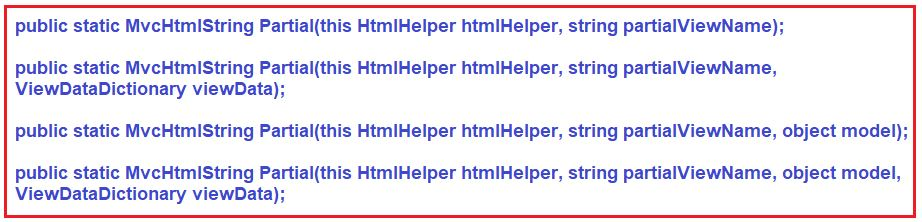 public static MvcHtmlString Partial(this HtmlHelper htmlHelper, string partialViewName);
public static MvcHtmlString Partial(this HtmlHelper htmlHelper, string partialViewName,
ViewDataDictionary viewData);
public static MvcHtmlString Partial(this HtmlHelper htmlHelper, string partialViewName, object model);
public static MvcHtmlString Partial(this HtmlHelper htmlHelper, string partialViewName, object model,
ViewDataDictionary viewData);